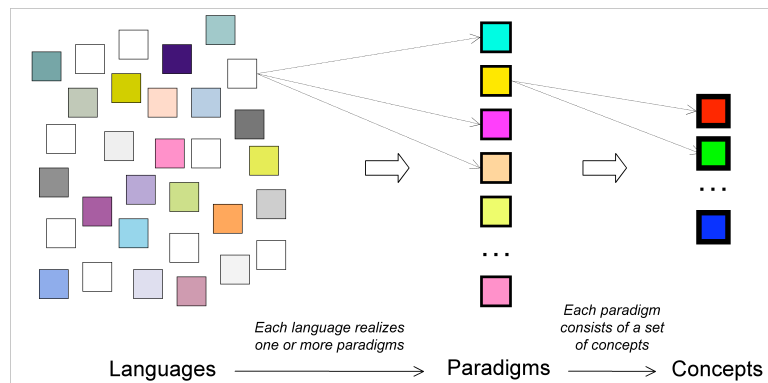 ...
...
Each language realizes
one or more paradigms
Each paradigm
consists of a set
of concepts
Languages
Paradigms
Concepts